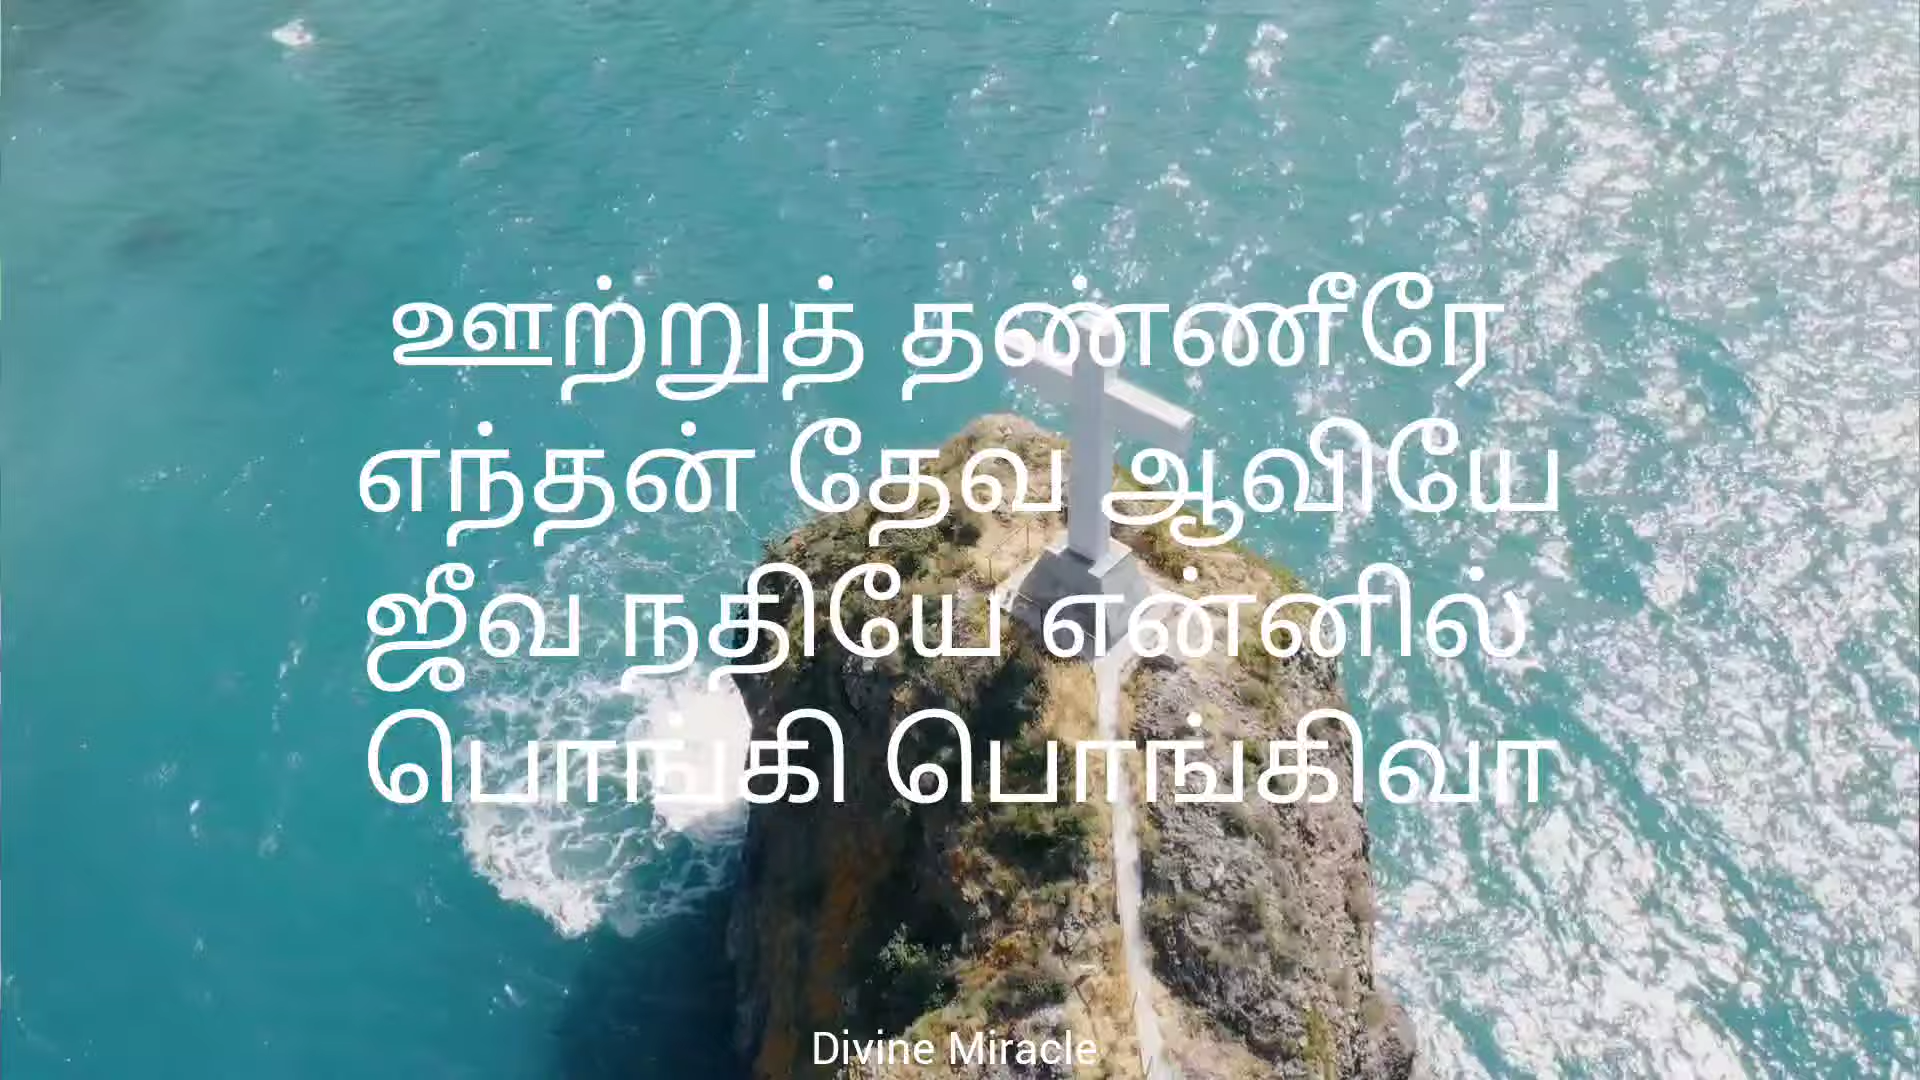 ஊற்றுத் தண்ணீரே
எந்தன் தேவ ஆவியே
ஜீவ நதியே என்னில்
பொங்கி பொங்கிவா
Divine Miracle